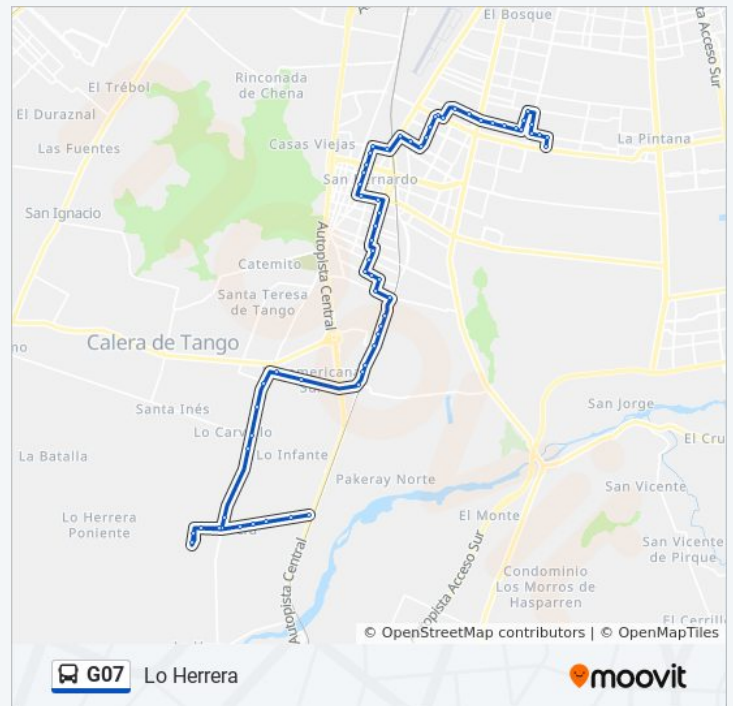 El Bosque
Acceso Sur
El Trébol
Rinconada
de Chena
El Duraznal
Las Fuentes
Casas Viejas
La Pintana
San Bernardo
San Ignacio
Autopista Central
Catemito
Santa Teresa
de Tango
Calera de Tango
Santa Inés
San Jorge
Lo Carvallo
El Cru
La Batalla
Lo Infante
Pakeray Norte
San Vicente
Lo Herrera
Poniente
El Monte
San Vicente
de Pirque
Autopista Central
opista Acceso Sur
Condominio
Los Morros de
Hasparren
El Cerrill
© OpenStreetMap contributors | © OpenMapTiles
G07 Lo Herrera
moovit